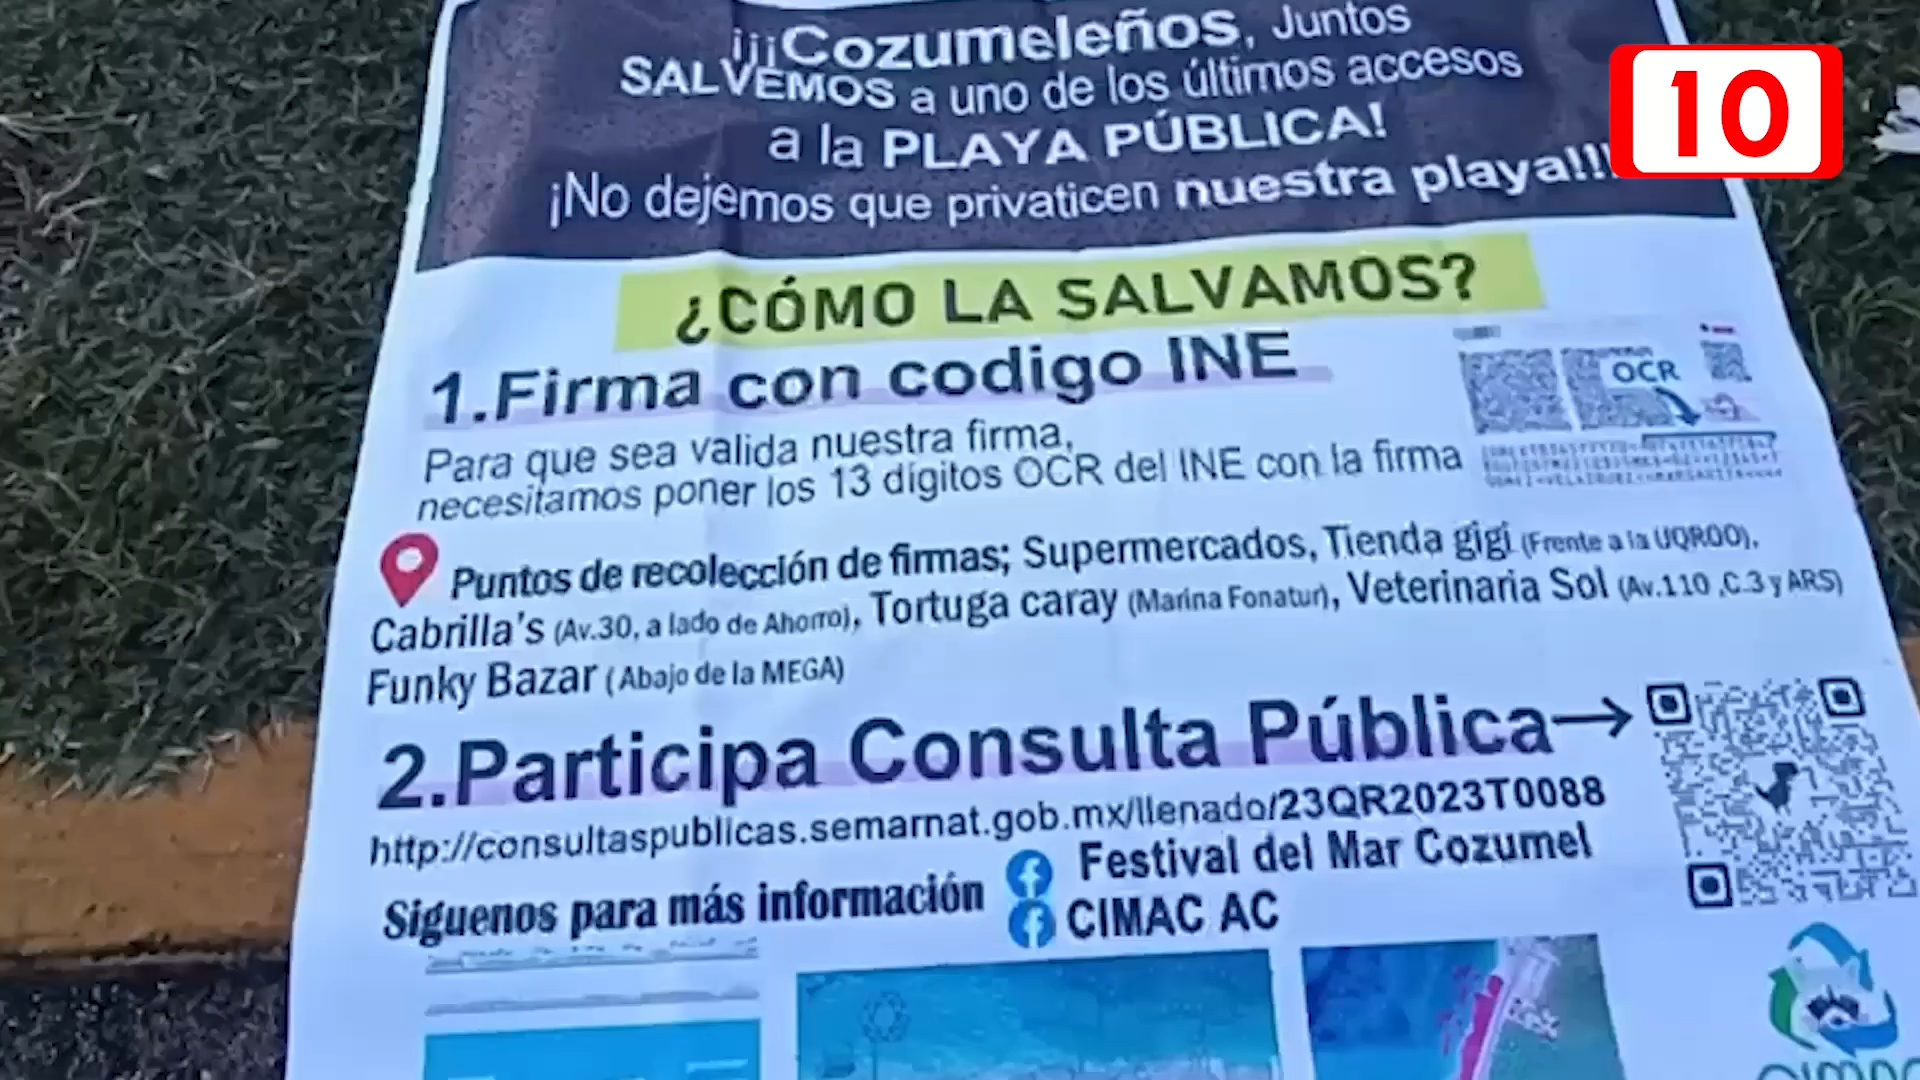 ¡¡¡Cozumeleños, Juntos
SALVEMOS a uno de los últimos accesos
a la PLAYA PÚBLICA!
¡No dejemos que privaticen nuestra playa!!!
10
¿CÓMO LA SALVAMOS?
1.Firma con codigo INE
OCR
Para que sea valida nuestra firma,
necesitamos poner los 13 digitos OCR del INE con la firma
Puntos de recolección de firmas; Supermercados, Tienda gigi (Frente a la UQROO),
Cabrilla's (Av.30, a lado de Ahorro), Tortuga caray (Marina Fonatur), Veterinaria Sol (Av.110 ,C.3 y ARS)
Funky Bazar (Abajo de la MEGA)
2.Participa Consulta Pública→
http://consultaspublicas.semarnat.gob.mx/llenado/23QR2023T0088
Siguenos para más información
Festival del Mar Cozumel
CIMAC AC